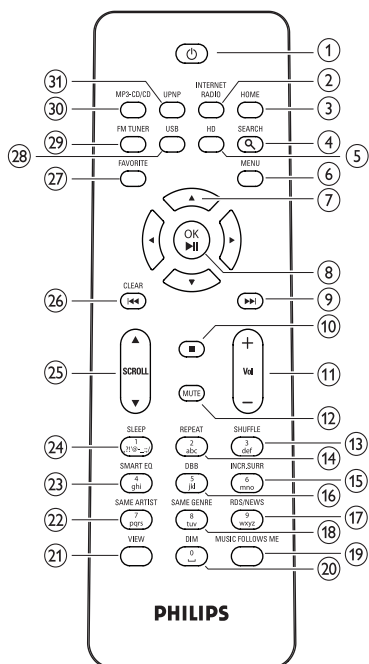 1
31 INTERNET 2
MP3-CD/CD UPNP RADIO HOME
30 3
FM TUNER USB HD SEARCH
29 4
28 5
FAVORITE MENU
27 6
7
OK
8
CLEAR
26 9
10
+
25 SCROLL Vol 11
−
MUTE
12
SLEEP REPEAT SHUFFLE
24 1 2 3 13
.?!'@-_:;/ abc def
14
SMART EQ DBB INCR.SURR
23 4 5 6 15
ghi jkl mno
16
SAME ARTIST SAME GENRE RDS/NEWS
22 7 8 9 17
pqrs tuv wxyz
18
VIEW DIM MUSIC FOLLOWS ME
21 0 19
20
PHILIPS